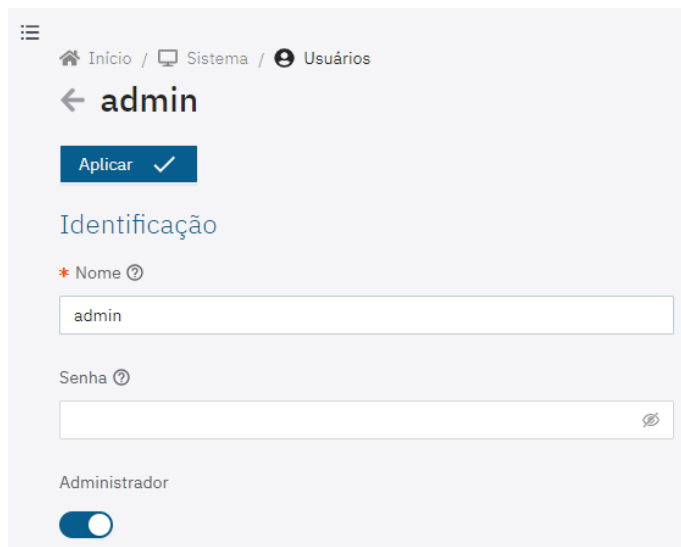 Início / Sistema / Usuários
admin
Aplicar
Identificação
* Nome
admin
Senha
Administrador